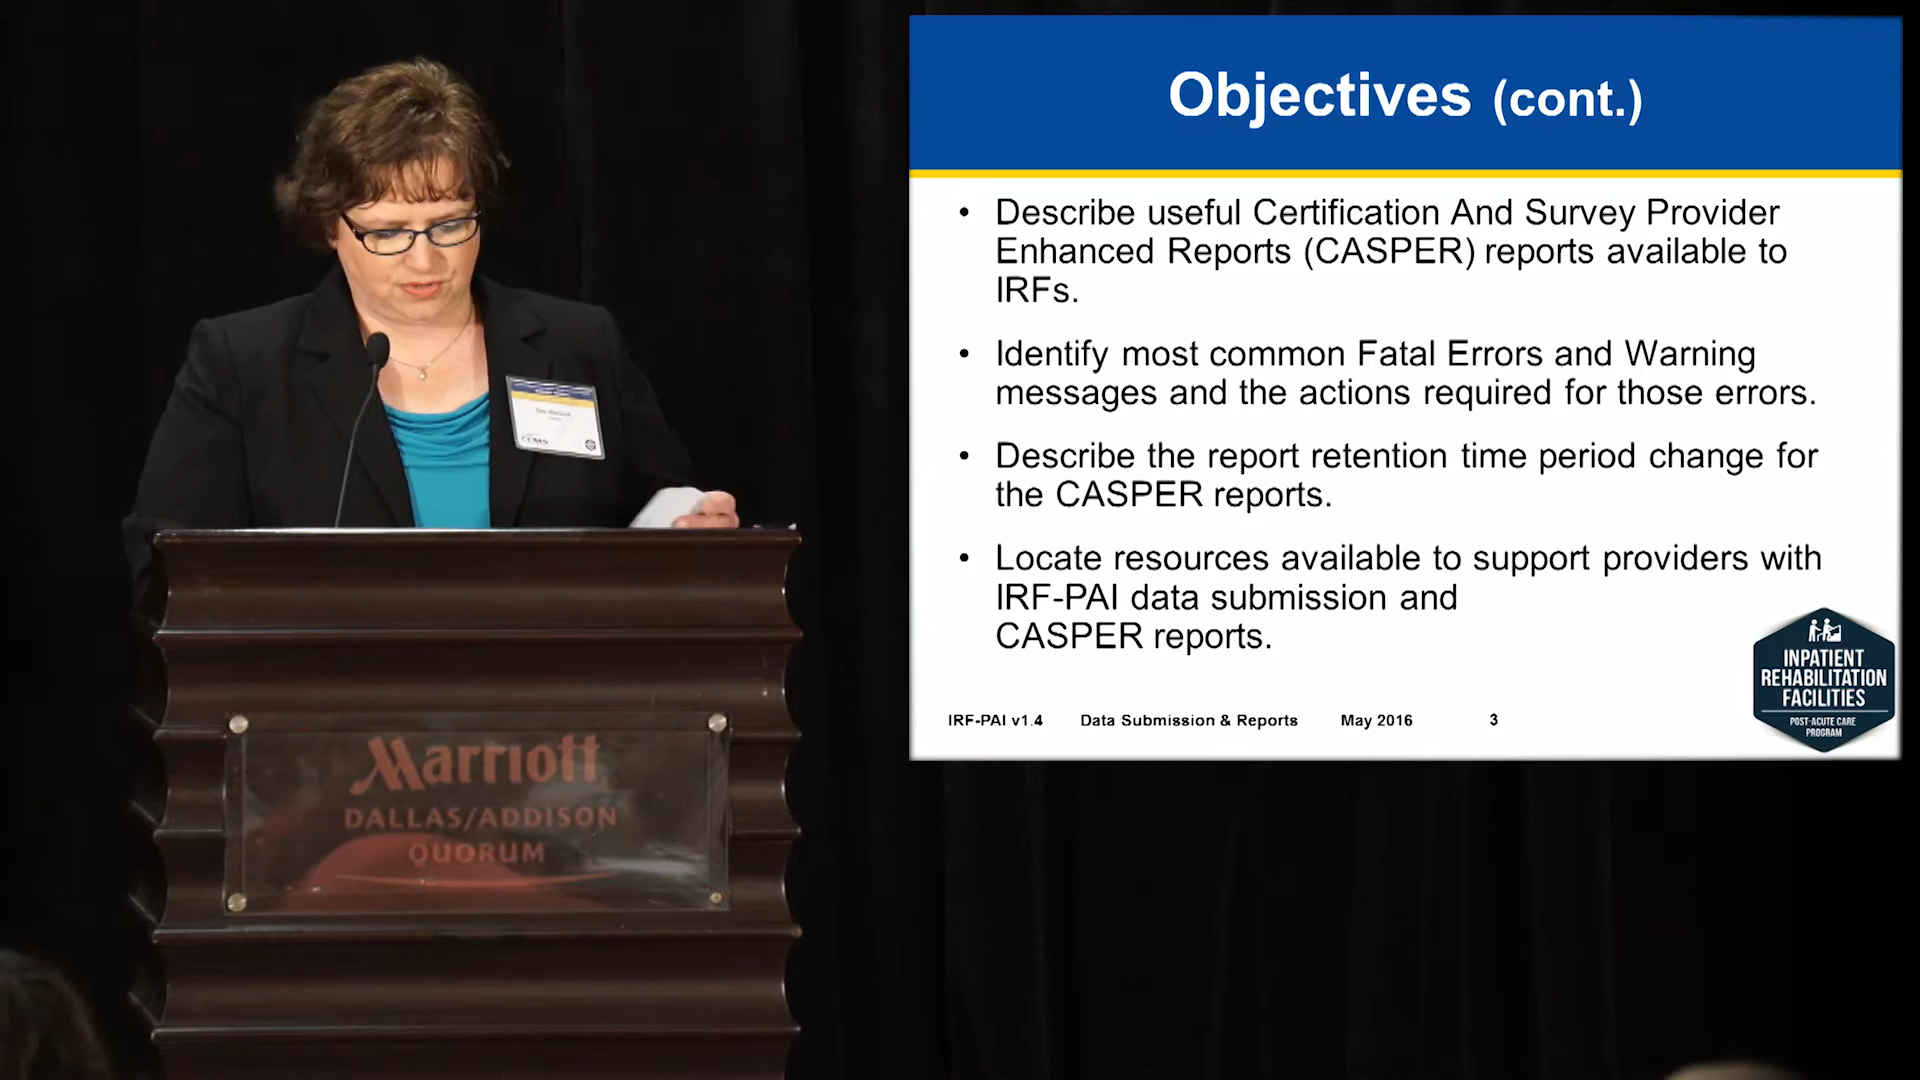 Objectives (cont.)
• Describe useful Certification And Survey Provider
Enhanced Reports (CASPER) reports available to
IRFs.
• Identify most common Fatal Errors and Warning
messages and the actions required for those errors.
• Describe the report retention time period change for
the CASPER reports.
• Locate resources available to support providers with
IRF-PAI data submission and
CASPER reports.
IRF-PAI v1.4 Data Submission & Reports May 2016 3
INPATIENT
REHABILITATION
FACILITIES
POST-ACUTE CARE
PROGRAM
CMS
Marriott
DALLAS/ADDISON
QUORUM